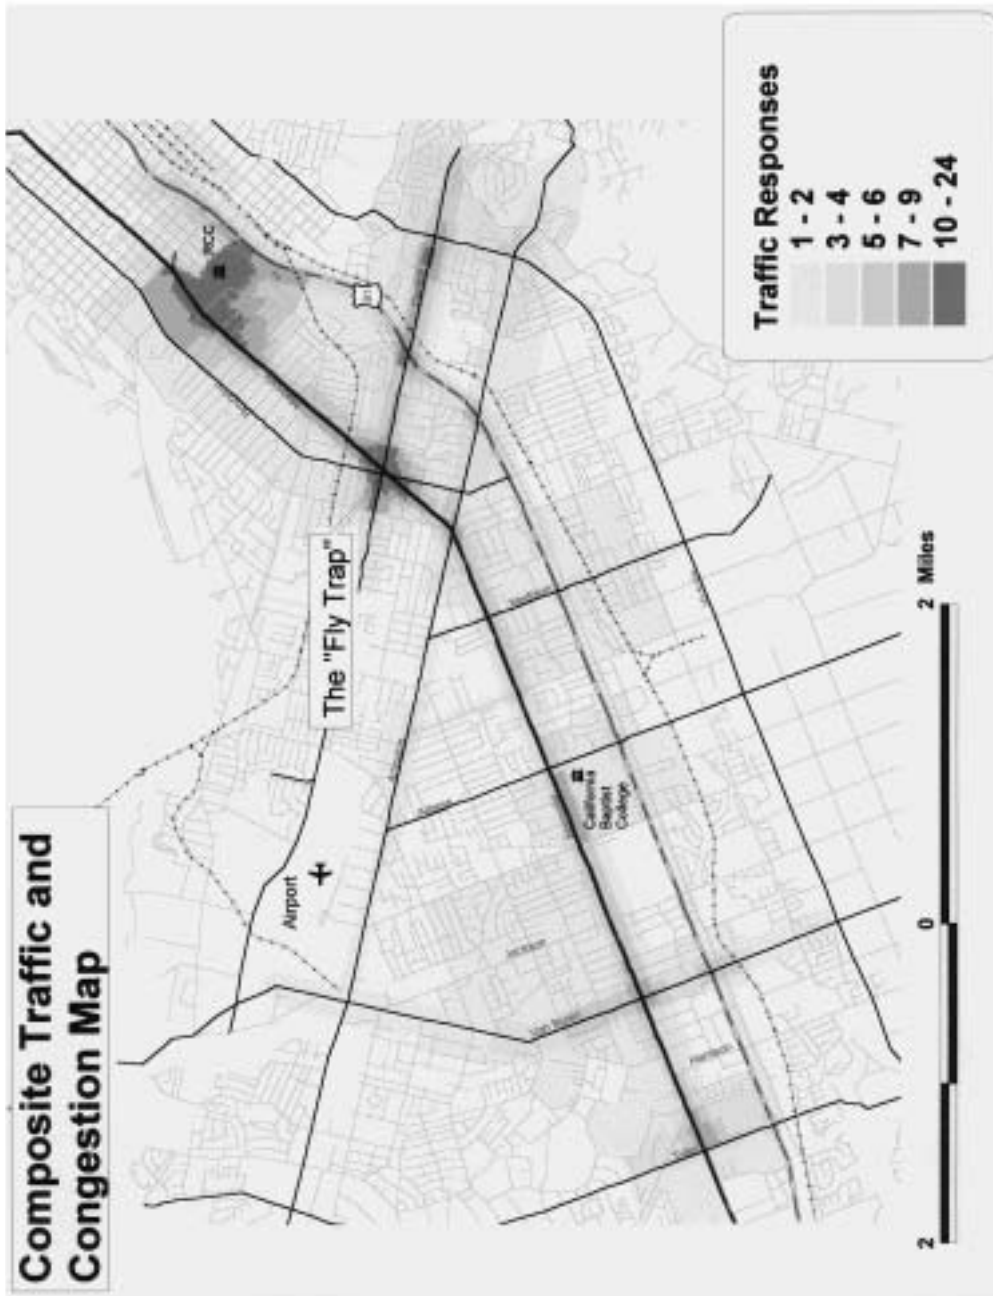 Composite Traffic and
Congestion Map
RCC
91
The "Fly Trap"
Airport
California
Baptist
College
Traffic Responses
1 - 2
3 - 4
5 - 6
7 - 9
10 - 24
2
0
2 Miles